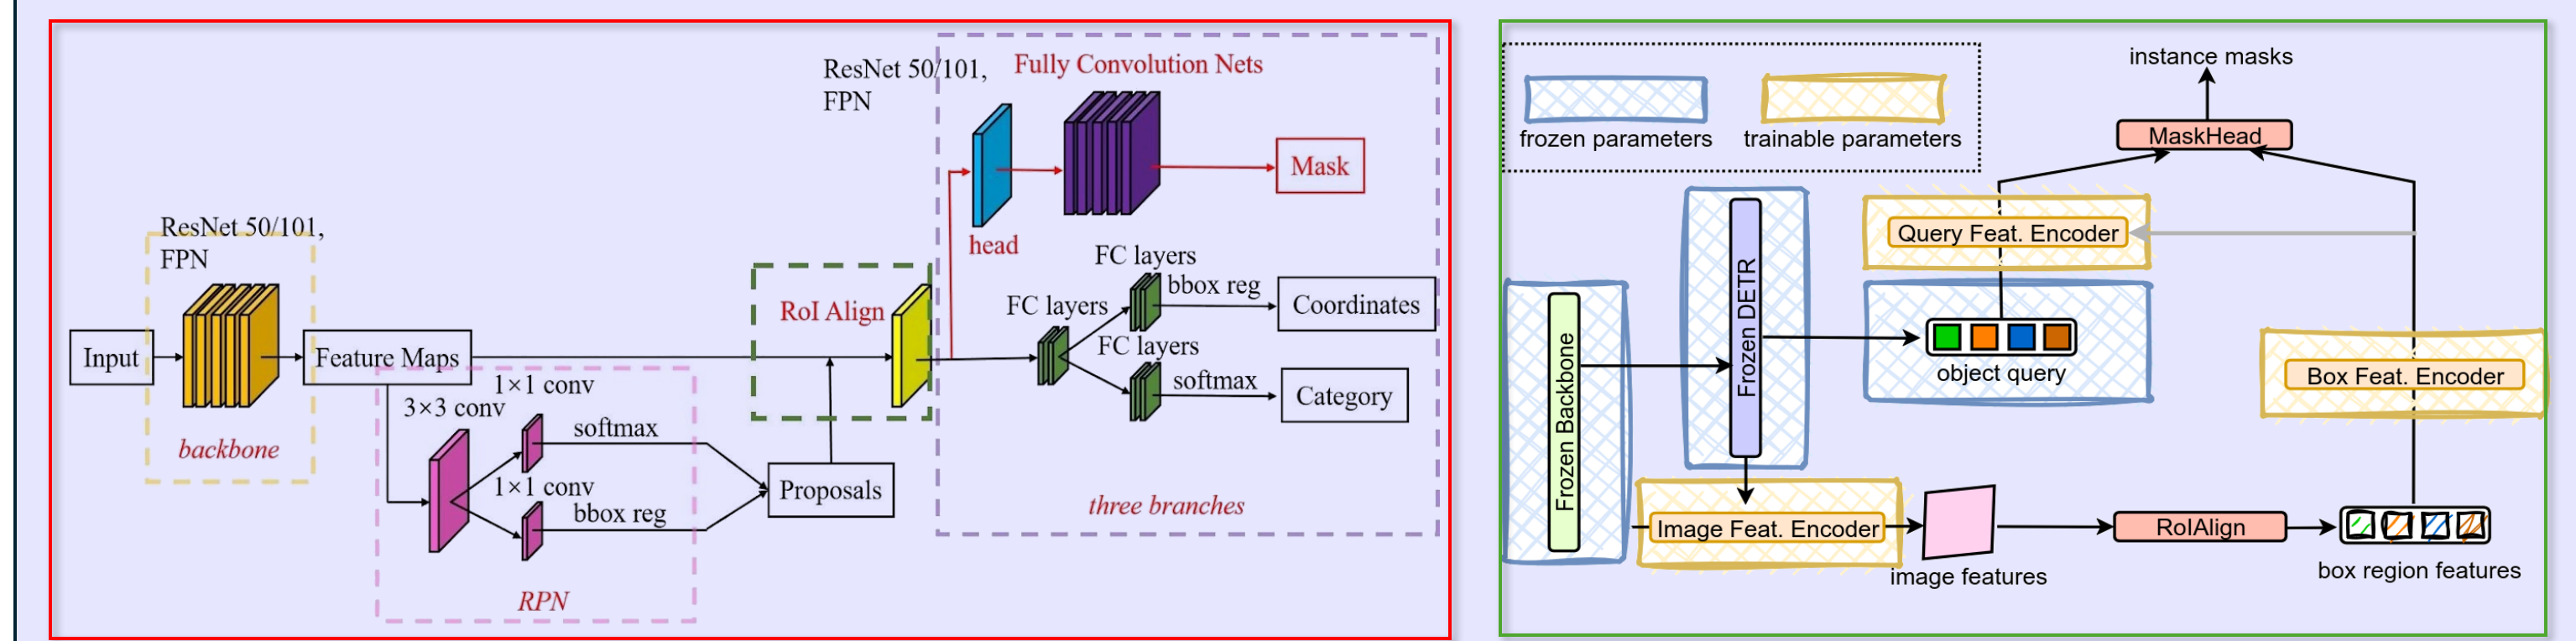 ResNet 50/101,
FPN
Fully Convolution Nets
Mask
head
ResNet 50/101,
FPN
Input
Feature Maps
backbone
RoI Align
FC layers
FC layers
bbox reg
Coordinates
FC layers
softmax
Category
1×1 conv
3×3 conv
softmax
1×1 conv
bbox reg
Proposals
RPN
three branches
frozen parameters
trainable parameters
instance masks
MaskHead
Query Feat. Encoder
Frozen Backbone
Frozen DETR
object query
Box Feat. Encoder
Image Feat. Encoder
image features
RoIAlign
box region features